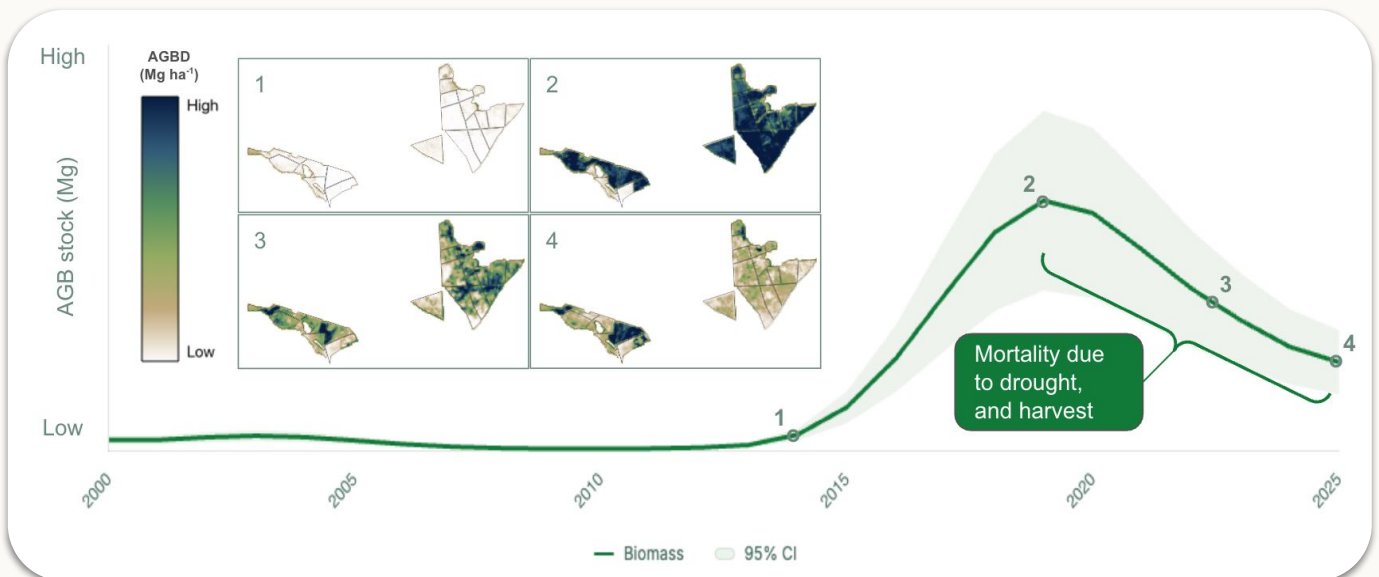 High
AGB stock (Mg)
Low
AGBD
(Mg ha⁻¹)
High
Low
1
2
3
4
1
2
3
4
Mortality due
to drought,
and harvest
2000
2005
2010
2015
2020
2025
Biomass
95% CI